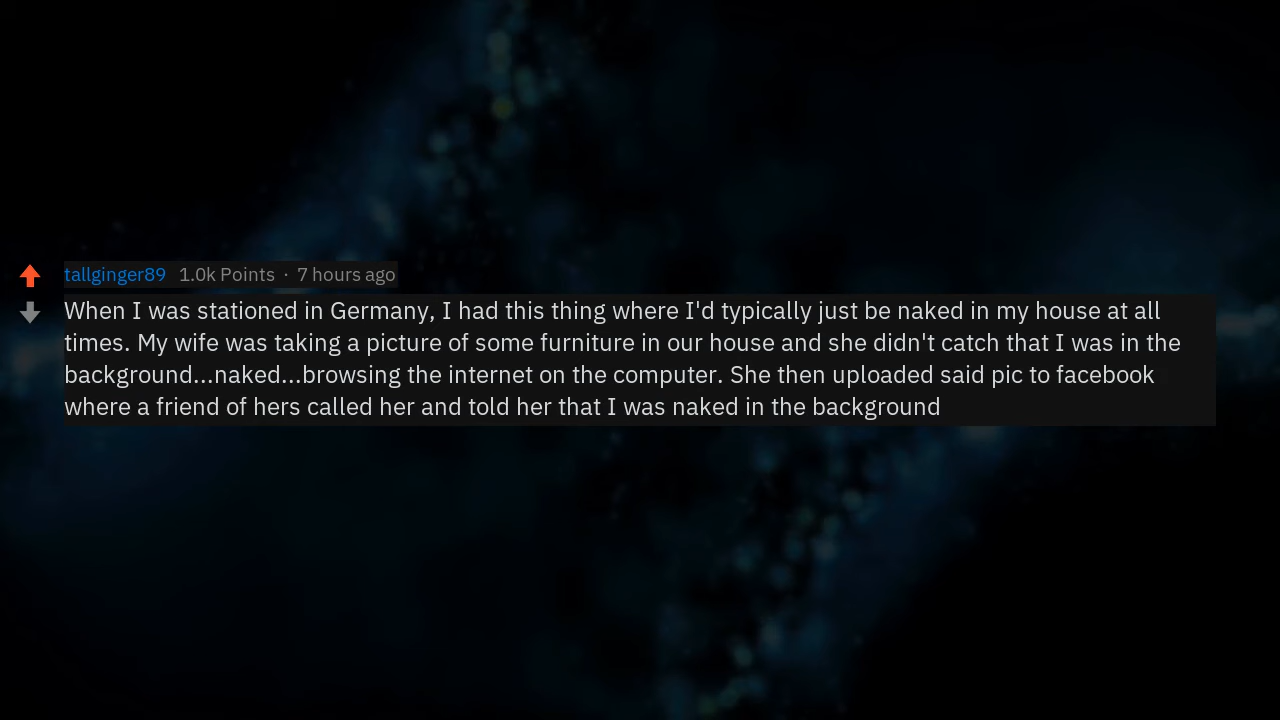 tallginger89 1.0k Points · 7 hours ago
When I was stationed in Germany, I had this thing where I'd typically just be naked in my house at all
times. My wife was taking a picture of some furniture in our house and she didn't catch that I was in the
background...naked...browsing the internet on the computer. She then uploaded said pic to facebook
where a friend of hers called her and told her that I was naked in the background